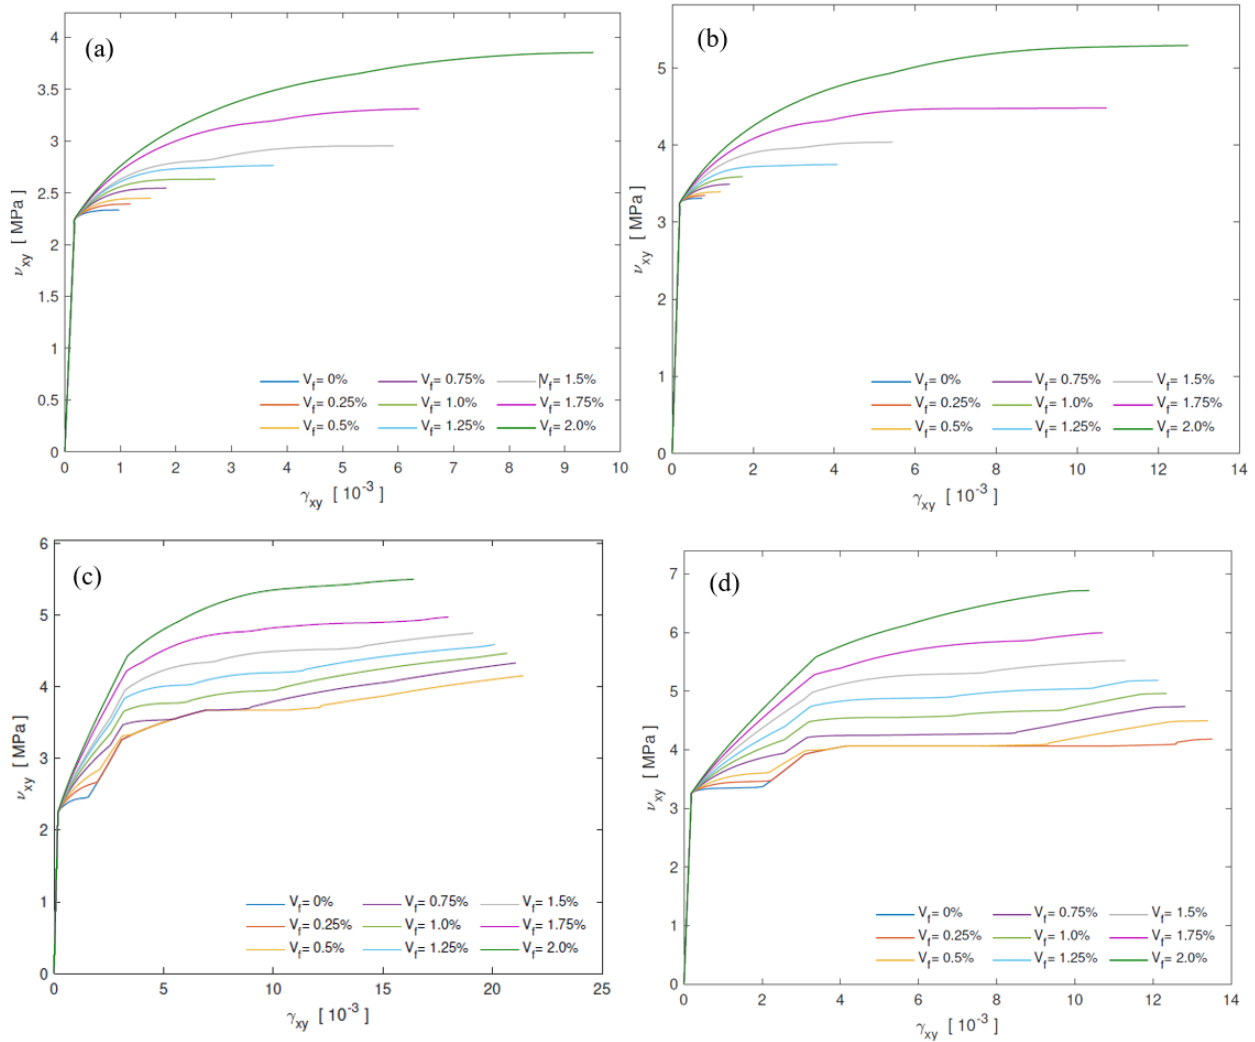 (a)
4
3.5
3
2.5
2
1.5
1
0.5
0
ν_xy [ MPa]
V_f= 0% V_f= 0.75% |V_f= 1.5%
V_f= 0.25% V_f= 1.0% V_f= 1.75%
V_f= 0.5% V_f= 1.25% V_f= 2.0%
0 1 2 3 4 5 6 7 8 9 10
γ_xy [ 10^-3 ]
(b)
5
4
3
2
1
0
ν_xy [ MPa]
V_f= 0% V_f= 0.75% V_f= 1.5%
V_f= 0.25% V_f= 1.0% V_f= 1.75%
V_f= 0.5% V_f= 1.25% V_f= 2.0%
0 2 4 6 8 10 12 14
γ_xy [ 10^-3 ]
(c)
6
5
4
3
2
1
0
ν_xy [ MPa]
V_f= 0% V_f= 0.75% V_f= 1.5%
V_f= 0.25% V_f= 1.0% V_f= 1.75%
V_f= 0.5% V_f= 1.25% V_f= 2.0%
0 5 10 15 20 25
γ_xy [ 10^-3 ]
(d)
7
6
5
4
3
2
1
0
ν_xy [ MPa]
V_f= 0% V_f= 0.75% V_f= 1.5%
V_f= 0.25% V_f= 1.0% V_f= 1.75%
V_f= 0.5% V_f= 1.25% V_f= 2.0%
0 2 4 6 8 10 12 14
γ_xy [ 10^-3 ]